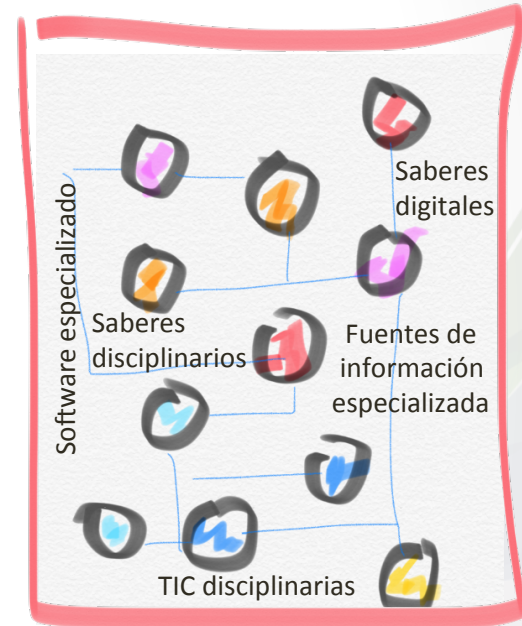 Saberes
digitales
Software especializado
Saberes
disciplinarios
Fuentes de
información
especializada
TIC disciplinarias